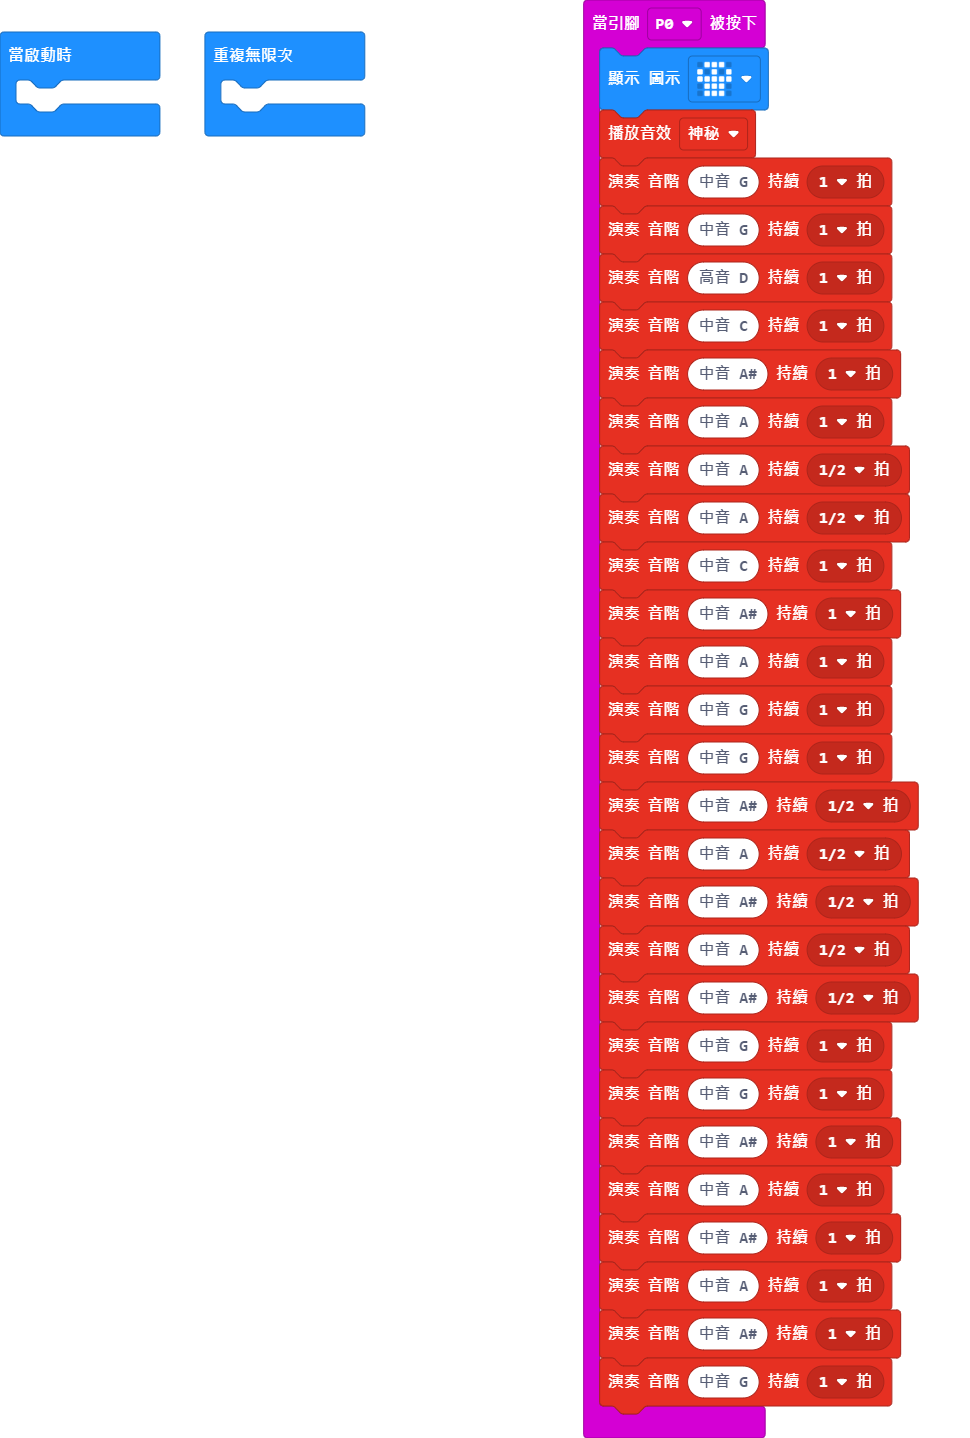 當啟動時
重複無限次
當引腳 P0 被按下
顯示 圖示
播放音效 神秘
演奏 音階 中音 G 持續 1 拍
演奏 音階 中音 G 持續 1 拍
演奏 音階 高音 D 持續 1 拍
演奏 音階 中音 C 持續 1 拍
演奏 音階 中音 A# 持續 1 拍
演奏 音階 中音 A 持續 1 拍
演奏 音階 中音 A 持續 1/2 拍
演奏 音階 中音 A 持續 1/2 拍
演奏 音階 中音 C 持續 1 拍
演奏 音階 中音 A# 持續 1 拍
演奏 音階 中音 A 持續 1 拍
演奏 音階 中音 G 持續 1 拍
演奏 音階 中音 G 持續 1 拍
演奏 音階 中音 A# 持續 1/2 拍
演奏 音階 中音 A 持續 1/2 拍
演奏 音階 中音 A# 持續 1/2 拍
演奏 音階 中音 A 持續 1/2 拍
演奏 音階 中音 A# 持續 1/2 拍
演奏 音階 中音 G 持續 1 拍
演奏 音階 中音 G 持續 1 拍
演奏 音階 中音 A# 持續 1 拍
演奏 音階 中音 A 持續 1 拍
演奏 音階 中音 A# 持續 1 拍
演奏 音階 中音 A 持續 1 拍
演奏 音階 中音 A# 持續 1 拍
演奏 音階 中音 G 持續 1 拍